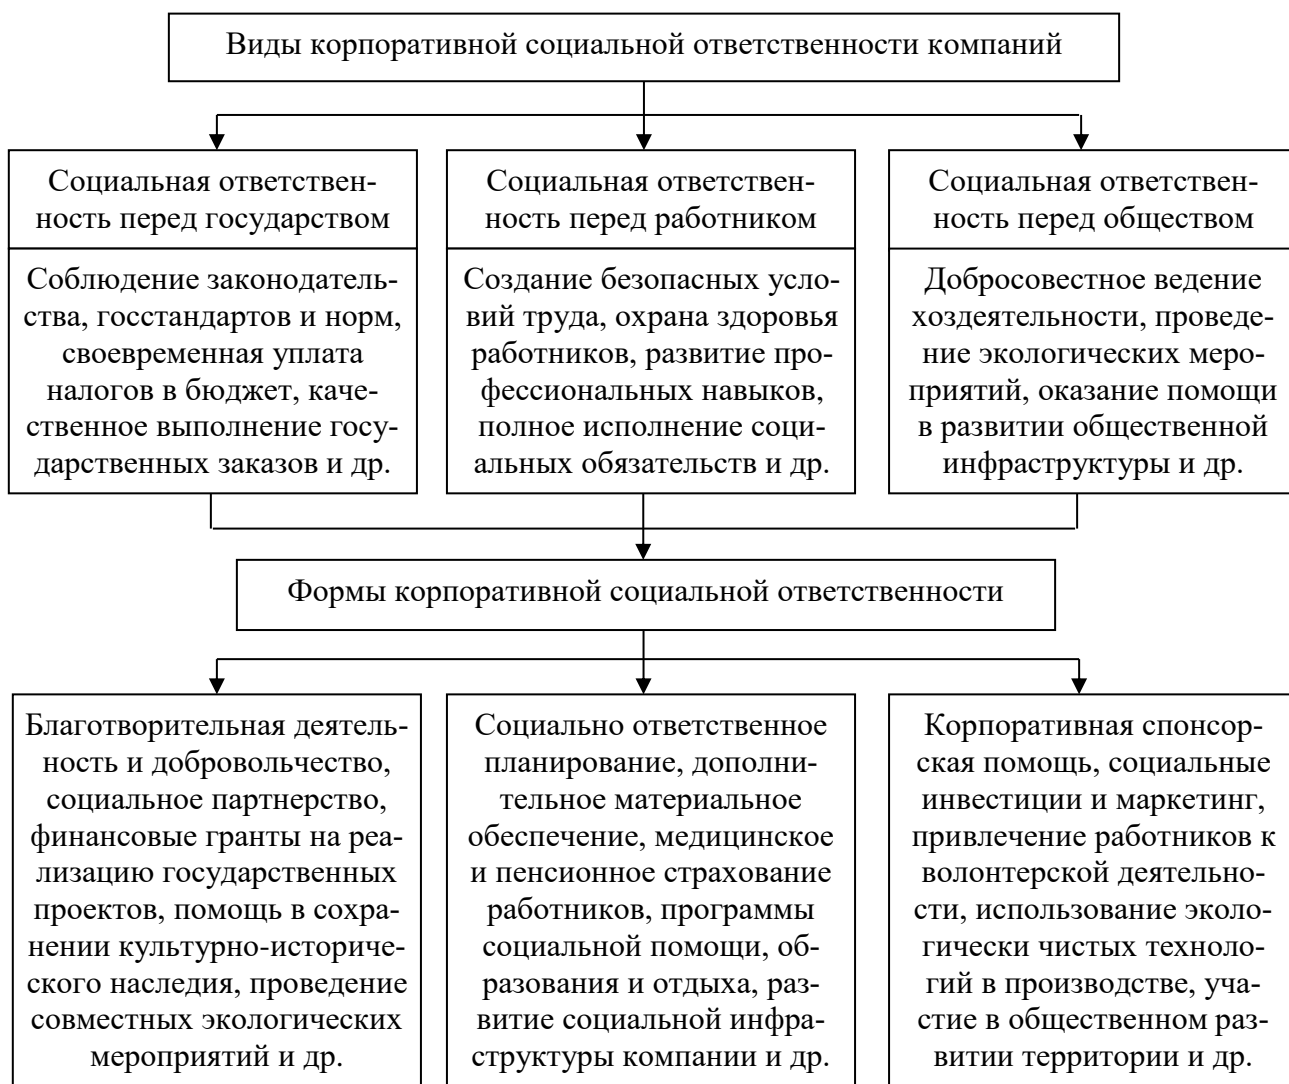 Виды корпоративной социальной ответственности компаний
Социальная ответствен-
ность перед государством
Соблюдение законодатель-
ства, госстандартов и норм,
своевременная уплата
налогов в бюджет, каче-
ственное выполнение госу-
дарственных заказов и др.
Социальная ответствен-
ность перед работником
Создание безопасных усло-
вий труда, охрана здоровья
работников, развитие про-
фессиональных навыков,
полное исполнение соци-
альных обязательств и др.
Социальная ответствен-
ность перед обществом
Добросовестное ведение
хоздеятельности, проведе-
ние экологических меро-
приятий, оказание помощи
в развитии общественной
инфраструктуры и др.
Формы корпоративной социальной ответственности
Благотворительная деятель-
ность и добровольчество,
социальное партнерство,
финансовые гранты на реа-
лизацию государственных
проектов, помощь в сохра-
нении культурно-историче-
ского наследия, проведение
совместных экологических
мероприятий и др.
Социально ответственное
планирование, дополни-
тельное материальное
обеспечение, медицинское
и пенсионное страхование
работников, программы
социальной помощи, об-
разования и отдыха, раз-
витие социальной инфра-
структуры компании и др.
Корпоративная спонсор-
ская помощь, социальные
инвестиции и маркетинг,
привлечение работников к
волонтерской деятельно-
сти, использование эколо-
гически чистых техноло-
гий в производстве, уча-
стие в общественном раз-
витии территории и др.